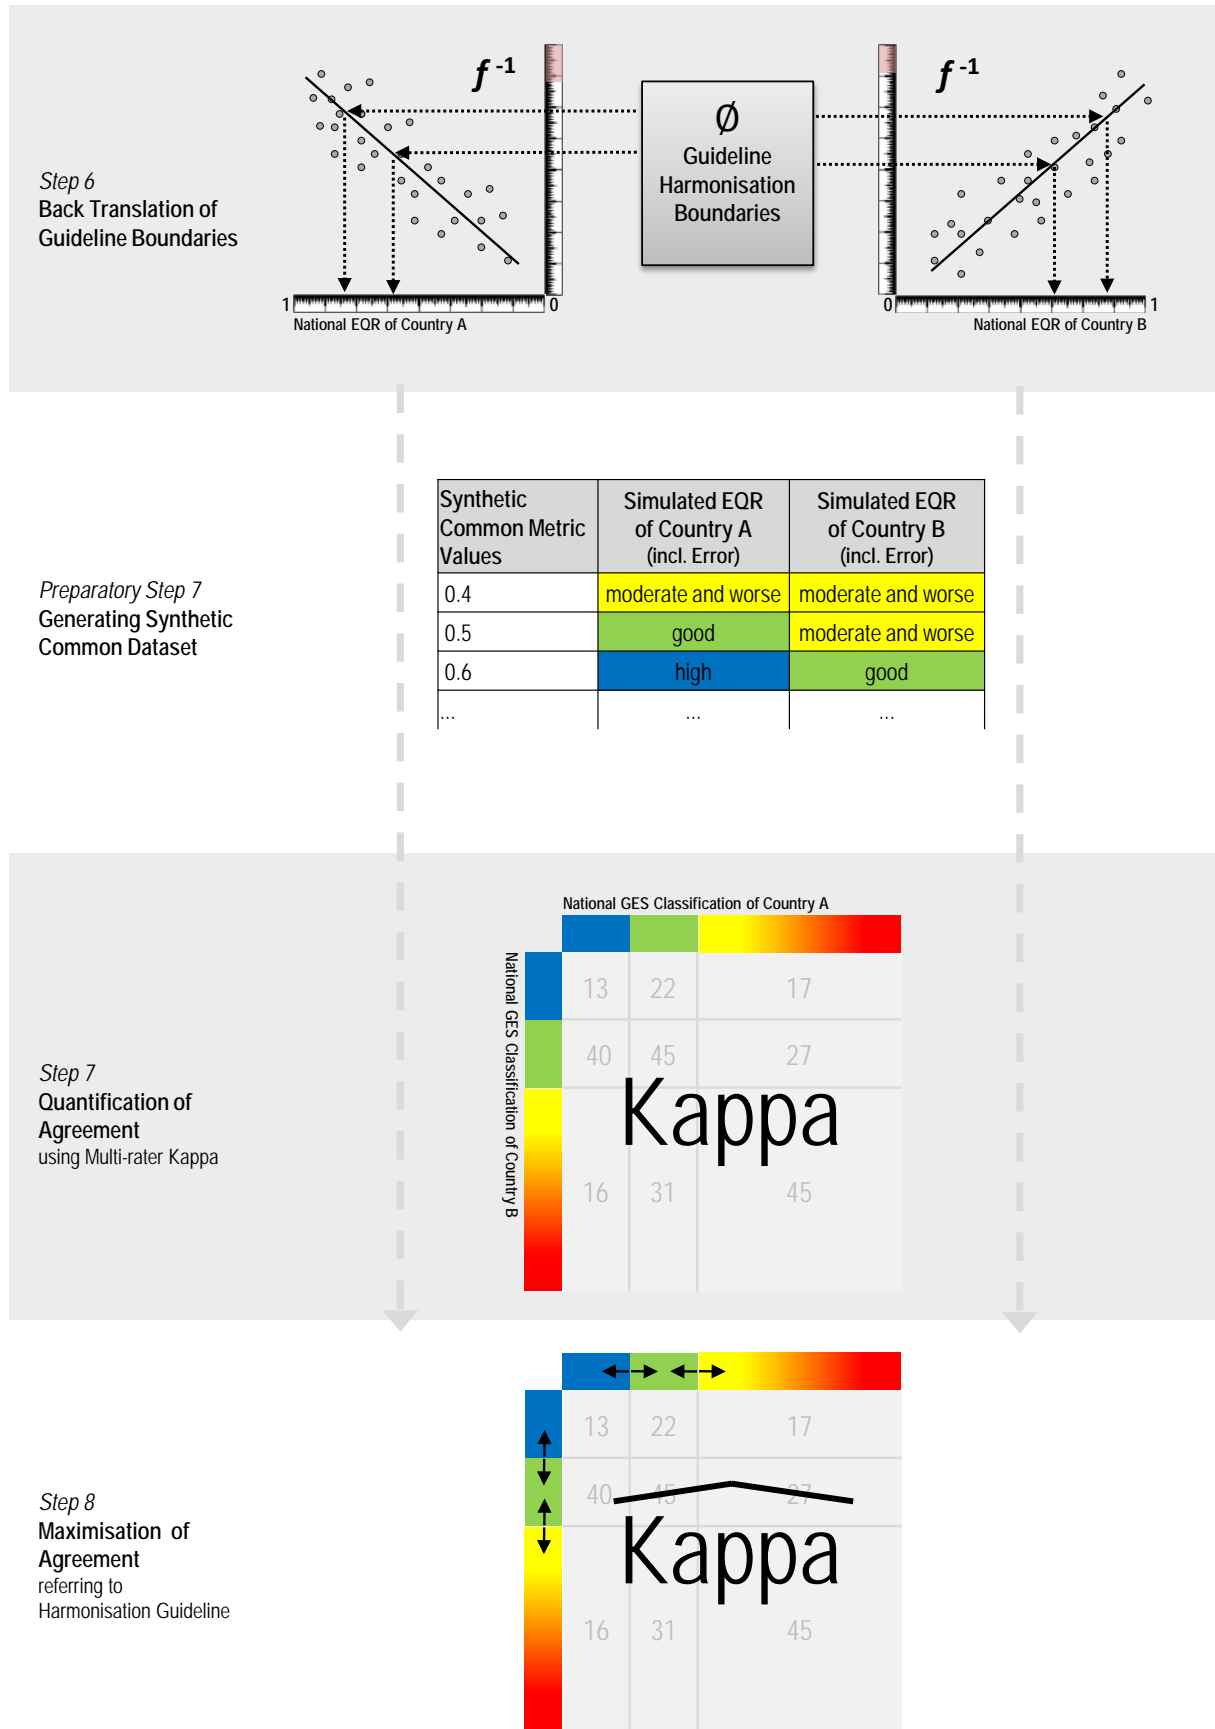 Step 6
Back Translation of
Guideline Boundaries
f -1
Ø
Guideline
Harmonisation
Boundaries
f -1
1
0
National EQR of Country A
0
1
National EQR of Country B
Preparatory Step 7
Generating Synthetic
Common Dataset
Synthetic
Common Metric
Values
Simulated EQR
of Country A
(incl. Error)
Simulated EQR
of Country B
(incl. Error)
0.4 moderate and worse moderate and worse
0.5 good moderate and worse
0.6 high good
... ... ...
Step 7
Quantification of
Agreement
using Multi-rater Kappa
National GES Classification of Country A
National GES Classification of Country B
13 22 17
40 45 27
Kappa
16 31 45
Step 8
Maximisation of
Agreement
referring to
Harmonisation Guideline
13 22 17
40 45 27
Kappa
16 31 45